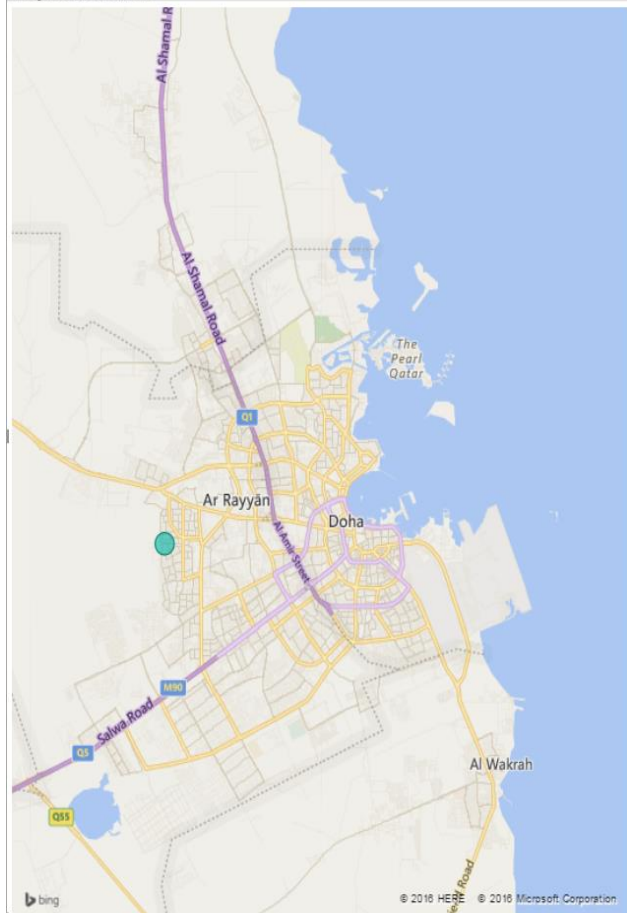 Al Shamal R
Al Shamal Road
The
Pearl
Qatar
Q1
Ar Rayyān
Doha
Al Amir Street
M90
Salwa Road
Q5
Al Wakrah
Q55
Road
bing
© 2016 HERE © 2016 Microsoft Corporation